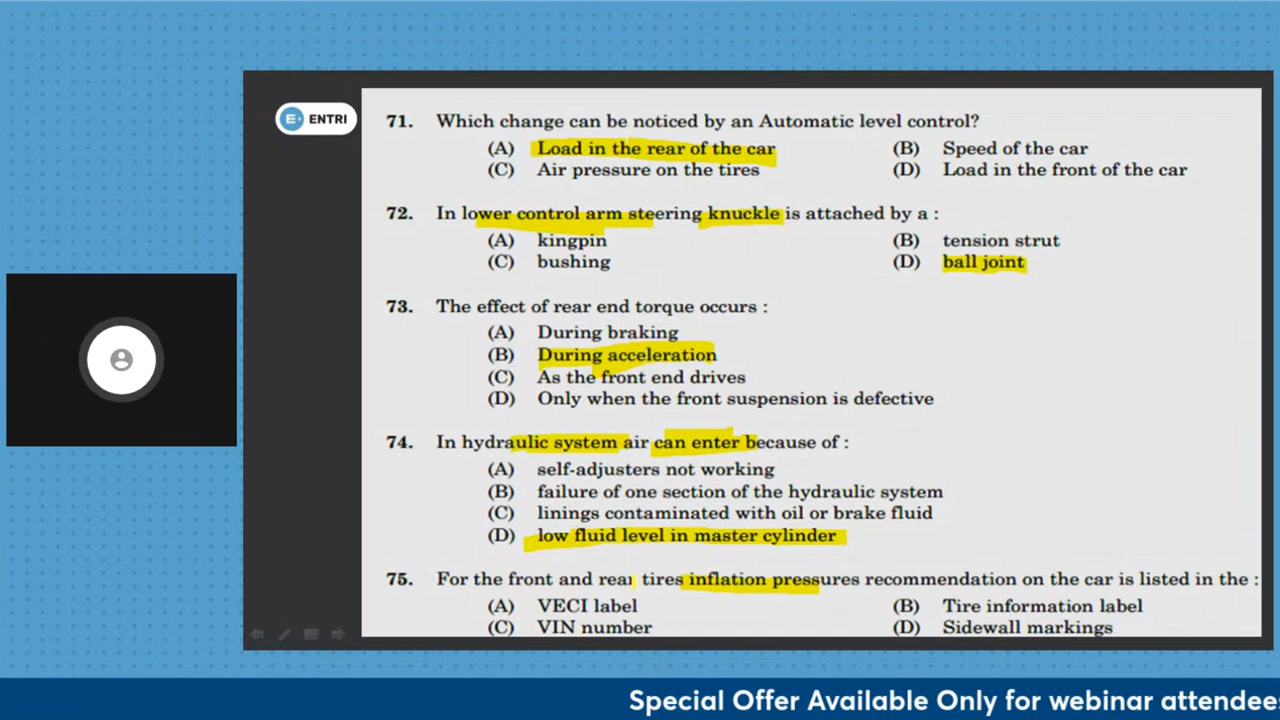 ENTRI
71. Which change can be noticed by an Automatic level control?
(A) Load in the rear of the car (B) Speed of the car
(C) Air pressure on the tires (D) Load in the front of the car
72. In lower control arm steering knuckle is attached by a :
(A) kingpin (B) tension strut
(C) bushing (D) ball joint
73. The effect of rear end torque occurs :
(A) During braking
(B) During acceleration
(C) As the front end drives
(D) Only when the front suspension is defective
74. In hydraulic system air can enter because of :
(A) self-adjusters not working
(B) failure of one section of the hydraulic system
(C) linings contaminated with oil or brake fluid
(D) low fluid level in master cylinder
75. For the front and rear tires inflation pressures recommendation on the car is listed in the :
(A) VECI label (B) Tire information label
(C) VIN number (D) Sidewall markings
Special Offer Available Only for webinar attendees